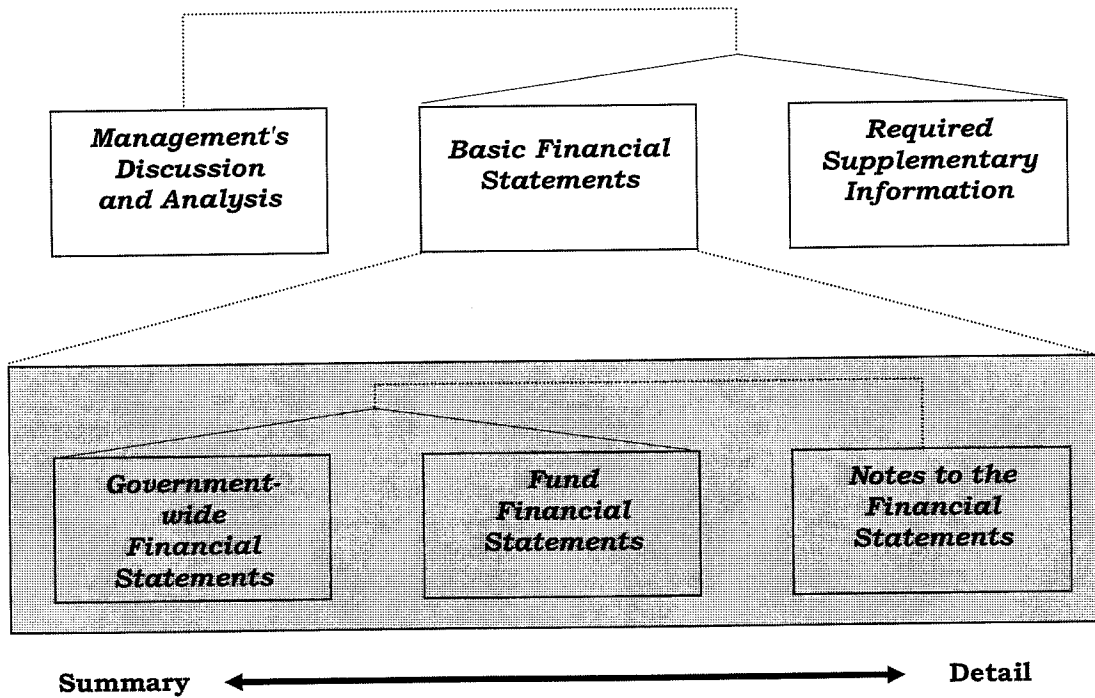 Management's
Discussion
and Analysis
Basic Financial
Statements
Required
Supplementary
Information
Government-
wide
Financial
Statements
Fund
Financial
Statements
Notes to the
Financial
Statements
Summary
Detail